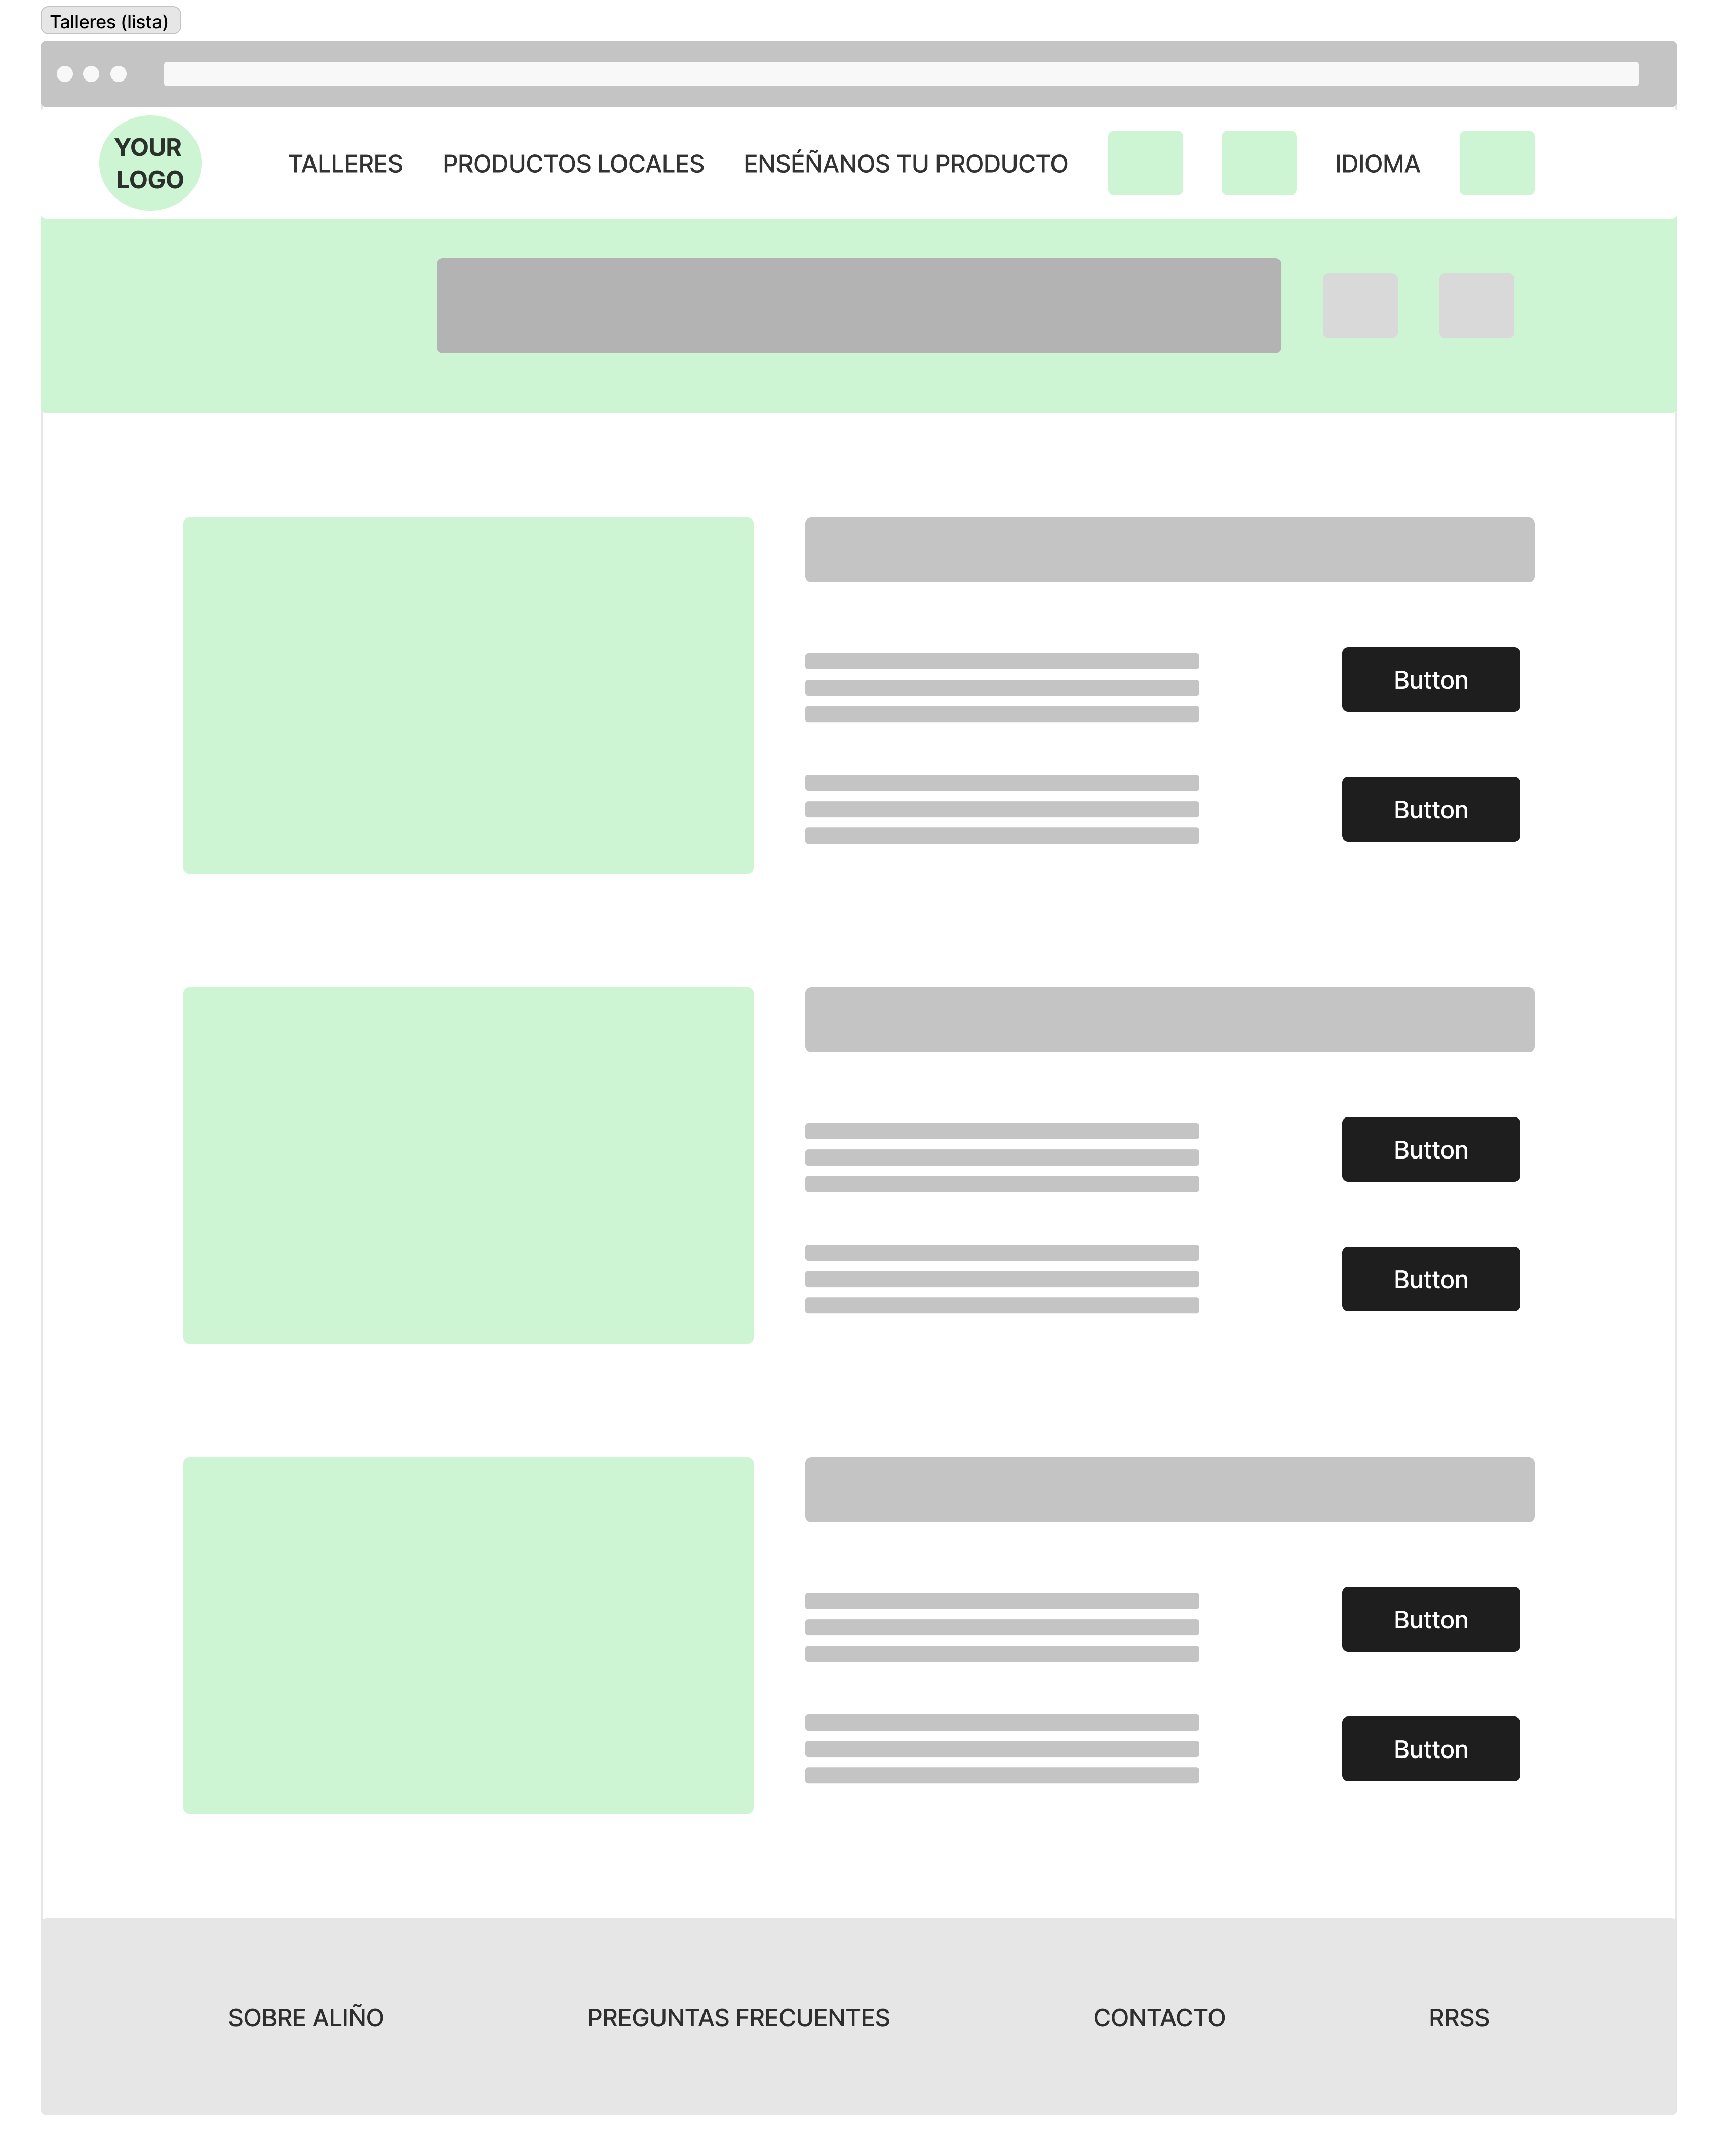 Talleres (lista)
YOUR
LOGO
TALLERES
PRODUCTOS LOCALES
ENSÉÑANOS TU PRODUCTO
IDIOMA
Button
Button
Button
Button
Button
Button
SOBRE ALIÑO
PREGUNTAS FRECUENTES
CONTACTO
RRSS